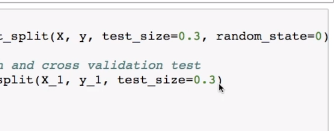 t_split(X, y, test_size=0.3, random_state=0)
and cross validation test
split(X_1, y_1, test_size=0.3)